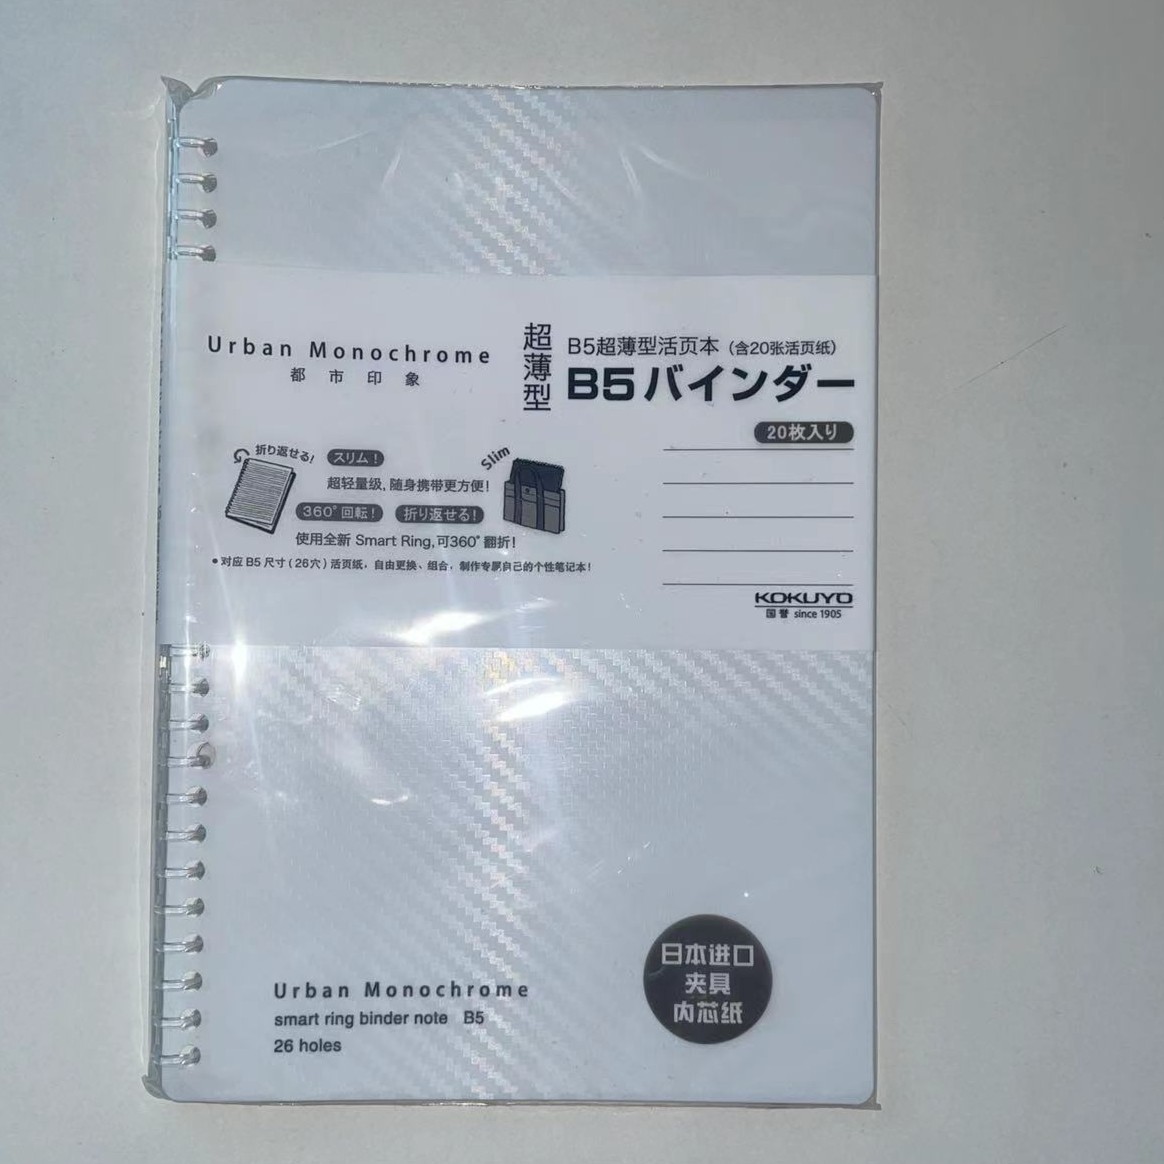 Urban Monochrome
都市印象
超薄型
B5超薄型活页本（含20张活页纸）
B5バインダー
20枚入り
折り返せる!
スリム!
Slim
超轻量级,随身携带更方便!
360°回転!
折り返せる!
使用全新 Smart Ring,可360°翻折!
•对应B5尺寸(26穴)活页纸，自由更换、组合，制作专属自己的个性笔记本!
KOKUYO
国誉 since 1905
日本进口
夹具
内芯纸
Urban Monochrome
smart ring binder note B5
26 holes